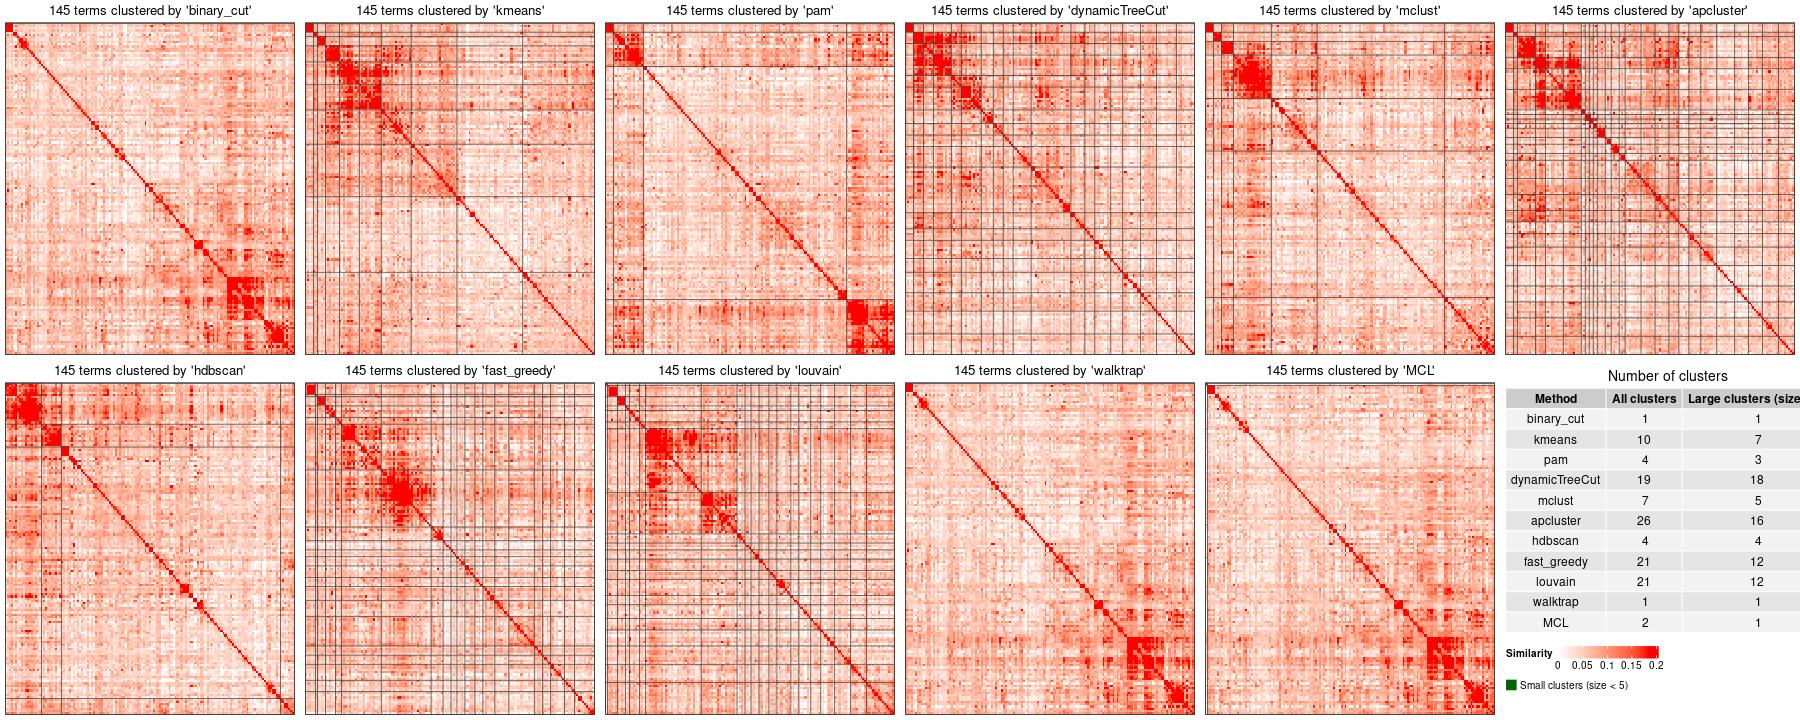 145 terms clustered by 'binary_cut'
145 terms clustered by 'kmeans'
145 terms clustered by 'pam'
145 terms clustered by 'dynamicTreeCut'
145 terms clustered by 'mclust'
145 terms clustered by 'apcluster'
145 terms clustered by 'hdbscan'
145 terms clustered by 'fast_greedy'
145 terms clustered by 'louvain'
145 terms clustered by 'walktrap'
145 terms clustered by 'MCL'
Number of clusters
Method All clusters Large clusters (size
binary_cut 1 1
kmeans 10 7
pam 4 3
dynamicTreeCut 19 18
mclust 7 5
apcluster 26 16
hdbscan 4 4
fast_greedy 21 12
louvain 21 12
walktrap 1 1
MCL 2 1
Similarity
0 0.05 0.1 0.15 0.2
Small clusters (size < 5)